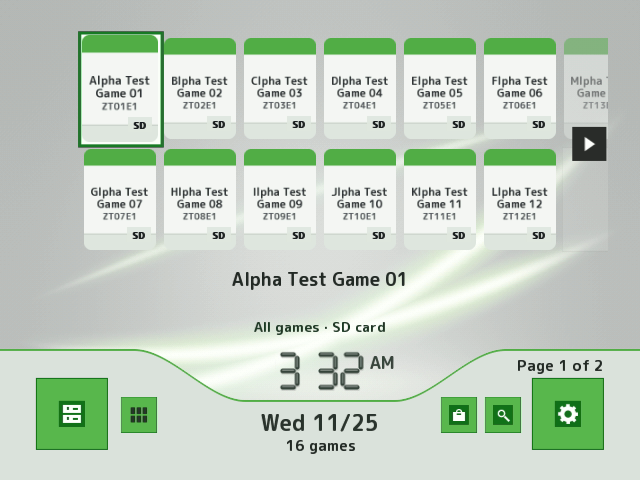 Alpha Test
Game 01
ZT01E1
SD
Blpha Test
Game 02
ZT02E1
SD
Clpha Test
Game 03
ZT03E1
SD
Dlpha Test
Game 04
ZT04E1
SD
Elpha Test
Game 05
ZT05E1
SD
Flpha Test
Game 06
ZT06E1
SD
Mlpha
Game
Glpha Test
Game 07
ZT07E1
SD
Hlpha Test
Game 08
ZT08E1
SD
Ilpha Test
Game 09
ZT09E1
SD
Jlpha Test
Game 10
ZT10E1
SD
Klpha Test
Game 11
ZT11E1
SD
Llpha Test
Game 12
ZT12E1
SD
Alpha Test Game 01
All games · SD card
3 32 AM
Page 1 of 2
Wed 11/25
16 games